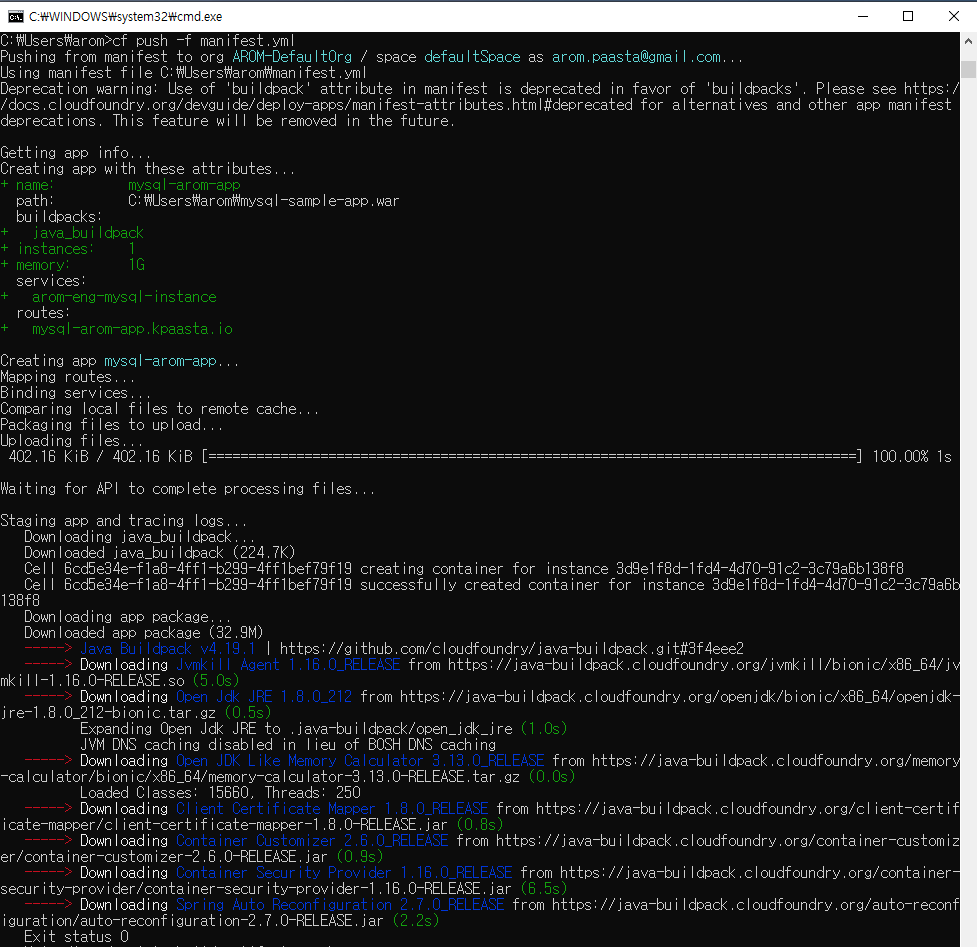 C:₩WINDOWS₩system32₩cmd.exe
C:₩Users₩arom>cf push -f manifest.yml
Pushing from manifest to org AROM-DefaultOrg / space defaultSpace as arom.paasta@gmail.com...
Using manifest file C:₩Users₩arom₩manifest.yml
Deprecation warning: Use of 'buildpack' attribute in manifest is deprecated in favor of 'buildpacks'. Please see https:/
/docs.cloudfoundry.org/devguide/deploy-apps/manifest-attributes.html#deprecated for alternatives and other app manifest
deprecations. This feature will be removed in the future.
Getting app info...
Creating app with these attributes...
+ name: mysql-arom-app
path: C:₩Users₩arom₩mysql-sample-app.war
buildpacks:
+ java_buildpack
+ instances: 1
+ memory: 1G
services:
+ arom-eng-mysql-instance
routes:
+ mysql-arom-app.kpaasta.io
Creating app mysql-arom-app...
Mapping routes...
Binding services...
Comparing local files to remote cache...
Packaging files to upload...
Uploading files...
402.16 KiB / 402.16 KiB [=================================================================================] 100.00% 1s
Waiting for API to complete processing files...
Staging app and tracing logs...
Downloading java_buildpack...
Downloaded java_buildpack (224.7K)
Cell 6cd5e34e-f1a8-4ff1-b299-4ff1bef79f19 creating container for instance 3d9e1f8d-1fd4-4d70-91c2-3c79a6b138f8
Cell 6cd5e34e-f1a8-4ff1-b299-4ff1bef79f19 successfully created container for instance 3d9e1f8d-1fd4-4d70-91c2-3c79a6b
138f8
Downloading app package...
Downloaded app package (32.9M)
-----> Java Buildpack v4.19.1 | https://github.com/cloudfoundry/java-buildpack.git#3f4eee2
-----> Downloading Jvmkill Agent 1.16.0_RELEASE from https://java-buildpack.cloudfoundry.org/jvmkill/bionic/x86_64/jv
mkill-1.16.0-RELEASE.so (5.0s)
-----> Downloading Open Jdk JRE 1.8.0_212 from https://java-buildpack.cloudfoundry.org/openjdk/bionic/x86_64/openjdk-
jre-1.8.0_212-bionic.tar.gz (0.5s)
Expanding Open Jdk JRE to .java-buildpack/open_jdk_jre (1.0s)
JVM DNS caching disabled in lieu of BOSH DNS caching
-----> Downloading Open JDK Like Memory Calculator 3.13.0_RELEASE from https://java-buildpack.cloudfoundry.org/memory
-calculator/bionic/x86_64/memory-calculator-3.13.0-RELEASE.tar.gz (0.0s)
Loaded Classes: 15660, Threads: 250
-----> Downloading Client Certificate Mapper 1.8.0_RELEASE from https://java-buildpack.cloudfoundry.org/client-certif
icate-mapper/client-certificate-mapper-1.8.0-RELEASE.jar (0.8s)
-----> Downloading Container Customizer 2.6.0_RELEASE from https://java-buildpack.cloudfoundry.org/container-customiz
er/container-customizer-2.6.0-RELEASE.jar (0.9s)
-----> Downloading Container Security Provider 1.16.0_RELEASE from https://java-buildpack.cloudfoundry.org/container-
security-provider/container-security-provider-1.16.0-RELEASE.jar (6.5s)
-----> Downloading Spring Auto Reconfiguration 2.7.0_RELEASE from https://java-buildpack.cloudfoundry.org/auto-reconf
iguration/auto-reconfiguration-2.7.0-RELEASE.jar (2.2s)
Exit status 0